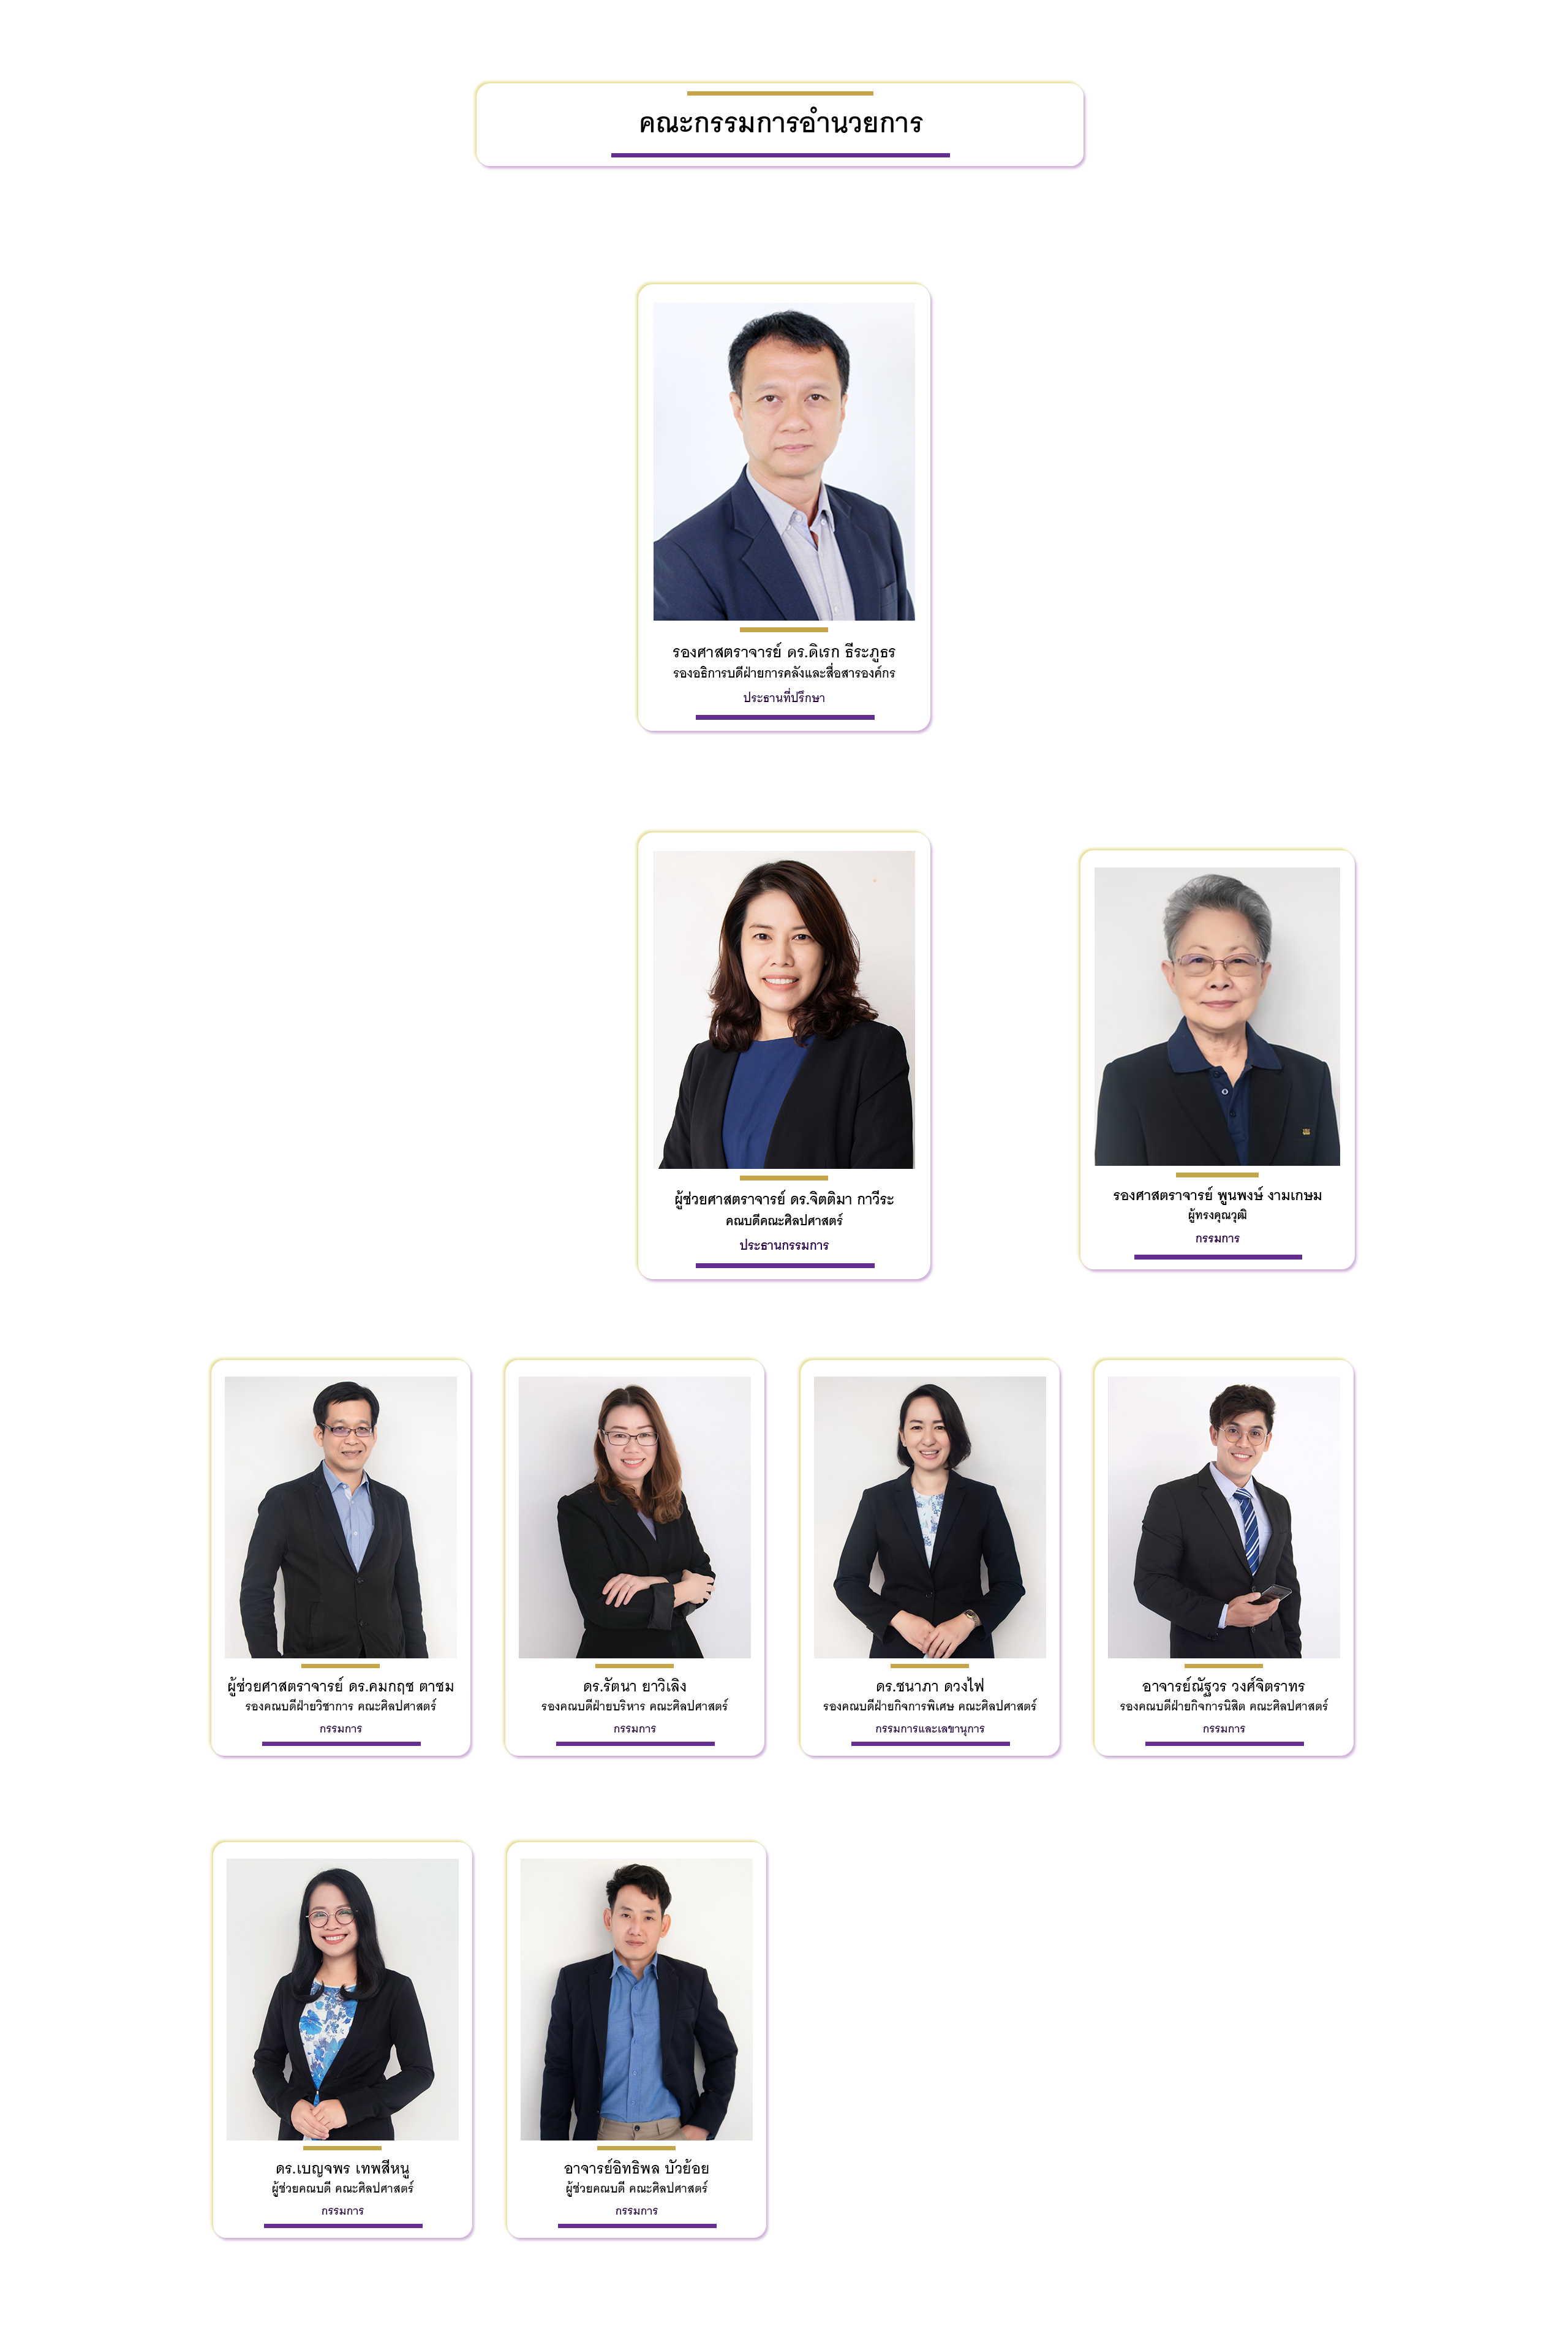 คณะกรรมการอำนวยการ
รองศาสตราจารย์ ดร.ดิเรก ธีระภูธร
รองอธิการบดีฝ่ายการคลังและสื่อสารองค์กร
ประธานที่ปรึกษา
ผู้ช่วยศาสตราจารย์ ดร.จิตติมา กาวีระ
คณบดีคณะศิลปศาสตร์
ประธานกรรมการ
รองศาสตราจารย์ พูนพงษ์ งามเกษม
ผู้ทรงคุณวุฒิ
กรรมการ
ผู้ช่วยศาสตราจารย์ ดร.คมกฤช ตาชม
รองคณบดีฝ่ายวิชาการ คณะศิลปศาสตร์
กรรมการ
ดร.รัตนา ยาวิเลิง
รองคณบดีฝ่ายบริหาร คณะศิลปศาสตร์
กรรมการ
ดร.ชนาภา ดวงไฟ
รองคณบดีฝ่ายกิจการพิเศษ คณะศิลปศาสตร์
กรรมการและเลขานุการ
อาจารย์ณัฐวร วงศ์จิตราทร
รองคณบดีฝ่ายกิจการนิสิต คณะศิลปศาสตร์
กรรมการ
ดร.เบญจพร เทพสีหนู
ผู้ช่วยคณบดี คณะศิลปศาสตร์
กรรมการ
อาจารย์อิทธิพล บัวย้อย
ผู้ช่วยคณบดี คณะศิลปศาสตร์
กรรมการ